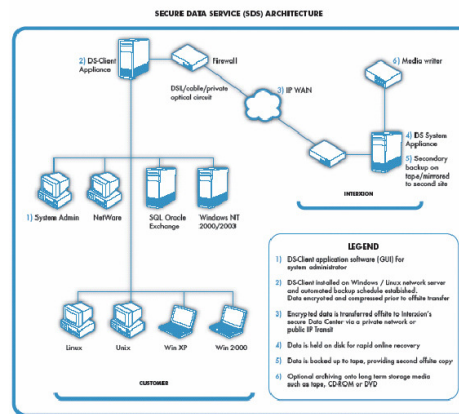 SECURE DATA SERVICE (SDS) ARCHITECTURE
2) DS-Client
Appliance
Firewall
DSL/cable/private
optical circuit
3) IP WAN
6) Media writer
4) DS System
Appliance
5) Secondary
backup on
tape/mirrored
to second site
INTERXION
1) System Admin
NetWare
SQL Oracle
Exchange
Windows NIT
2000/2003
Linux
Unix
Win XP
Win 2000
CUSTOMER
LEGEND
1) DS-Client application software (GUI) for
system administrator
2) DS-Client installed on Windows / Linux network server
and automated backup schedule established.
Data encrypted and compressed prior to offsite transfer
3) Encrypted data is transferred offsite to Interxion's
secure Data Center via a private network or
public IP Transit
4) Data is held on disk for rapid online recovery
5) Data is backed up to tape, providing second offsite copy
6) Optional archiving onto long term storage media
such as tape, CD-ROM or DVD